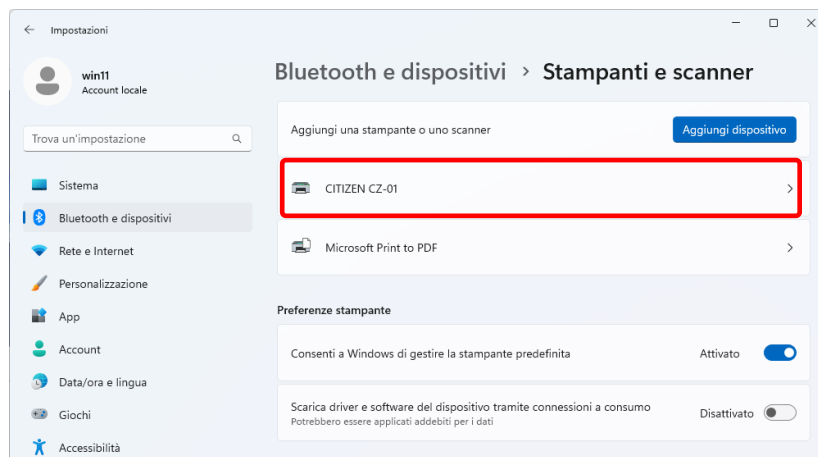 Impostazioni
win11
Account locale
Trova un'impostazione
Sistema
Bluetooth e dispositivi
Rete e Internet
Personalizzazione
App
Account
Data/ora e lingua
Giochi
Accessibilità
Bluetooth e dispositivi > Stampanti e scanner
Aggiungi una stampante o uno scanner
Aggiungi dispositivo
CITIZEN CZ-01
Microsoft Print to PDF
Preferenze stampante
Consenti a Windows di gestire la stampante predefinita
Attivato
Scarica driver e software del dispositivo tramite connessioni a consumo
Potrebbero essere applicati addebiti per i dati
Disattivato